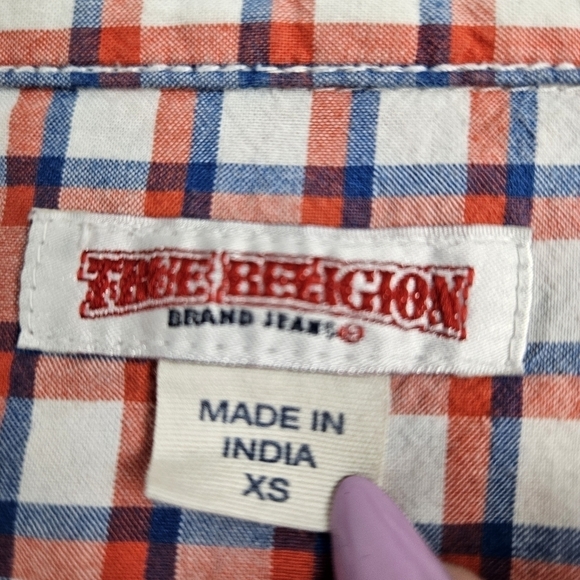 TRUE RELIGION
BRAND JEANS®
MADE IN
INDIA
XS